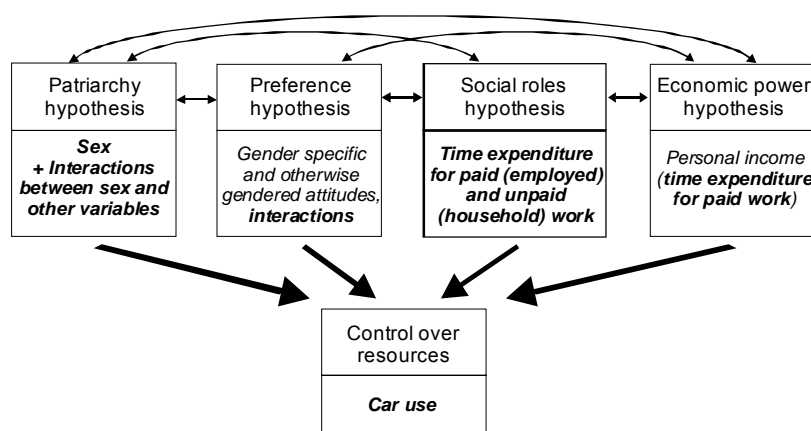 Patriarchy
hypothesis
Sex
+ Interactions
between sex and
other variables
Preference
hypothesis
Gender specific
and otherwise
gendered attitudes,
interactions
Social roles
hypothesis
Time expenditure
for paid (employed)
and unpaid
(household) work
Economic power
hypothesis
Personal income
(time expenditure
for paid work)
Control over
resources
Car use